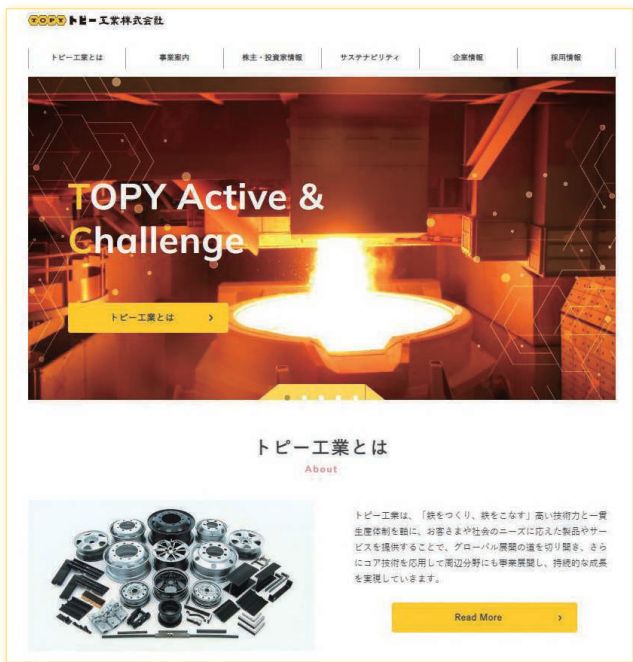 TOPY トピー工業株式会社
トピー工業とは 事業案内 株主・投資家情報 サステナビリティ 企業情報 採用情報
TOPY Active &
Challenge
トピー工業とは >
トピー工業とは
About
トピー工業は、「鉄をつくり、鉄をこなす」高い技術力と一貫
生産体制を軸に、お客さまや社会のニーズに応えた製品やサー
ビスを提供することで、グローバル展開の道を切り開き、さら
にコア技術を応用して周辺分野にも事業展開し、持続的な成長
を実現していきます。
Read More >